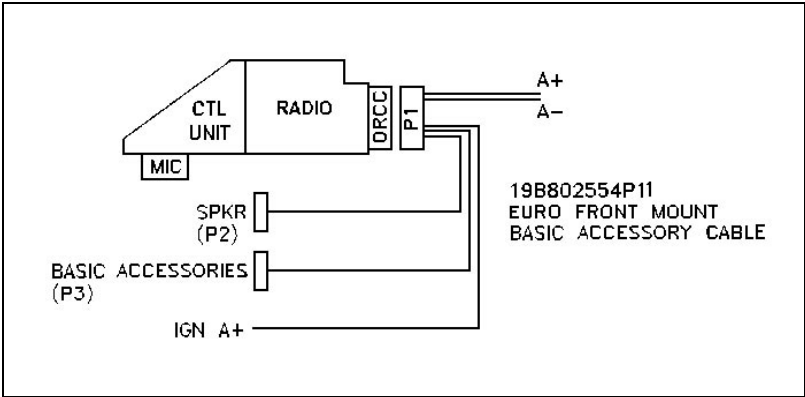 CTL
UNIT
RADIO
ORCC
P1
A+
A-
MIC
SPKR
(P2)
BASIC ACCESSORIES
(P3)
IGN A+
19B802554P11
EURO FRONT MOUNT
BASIC ACCESSORY CABLE